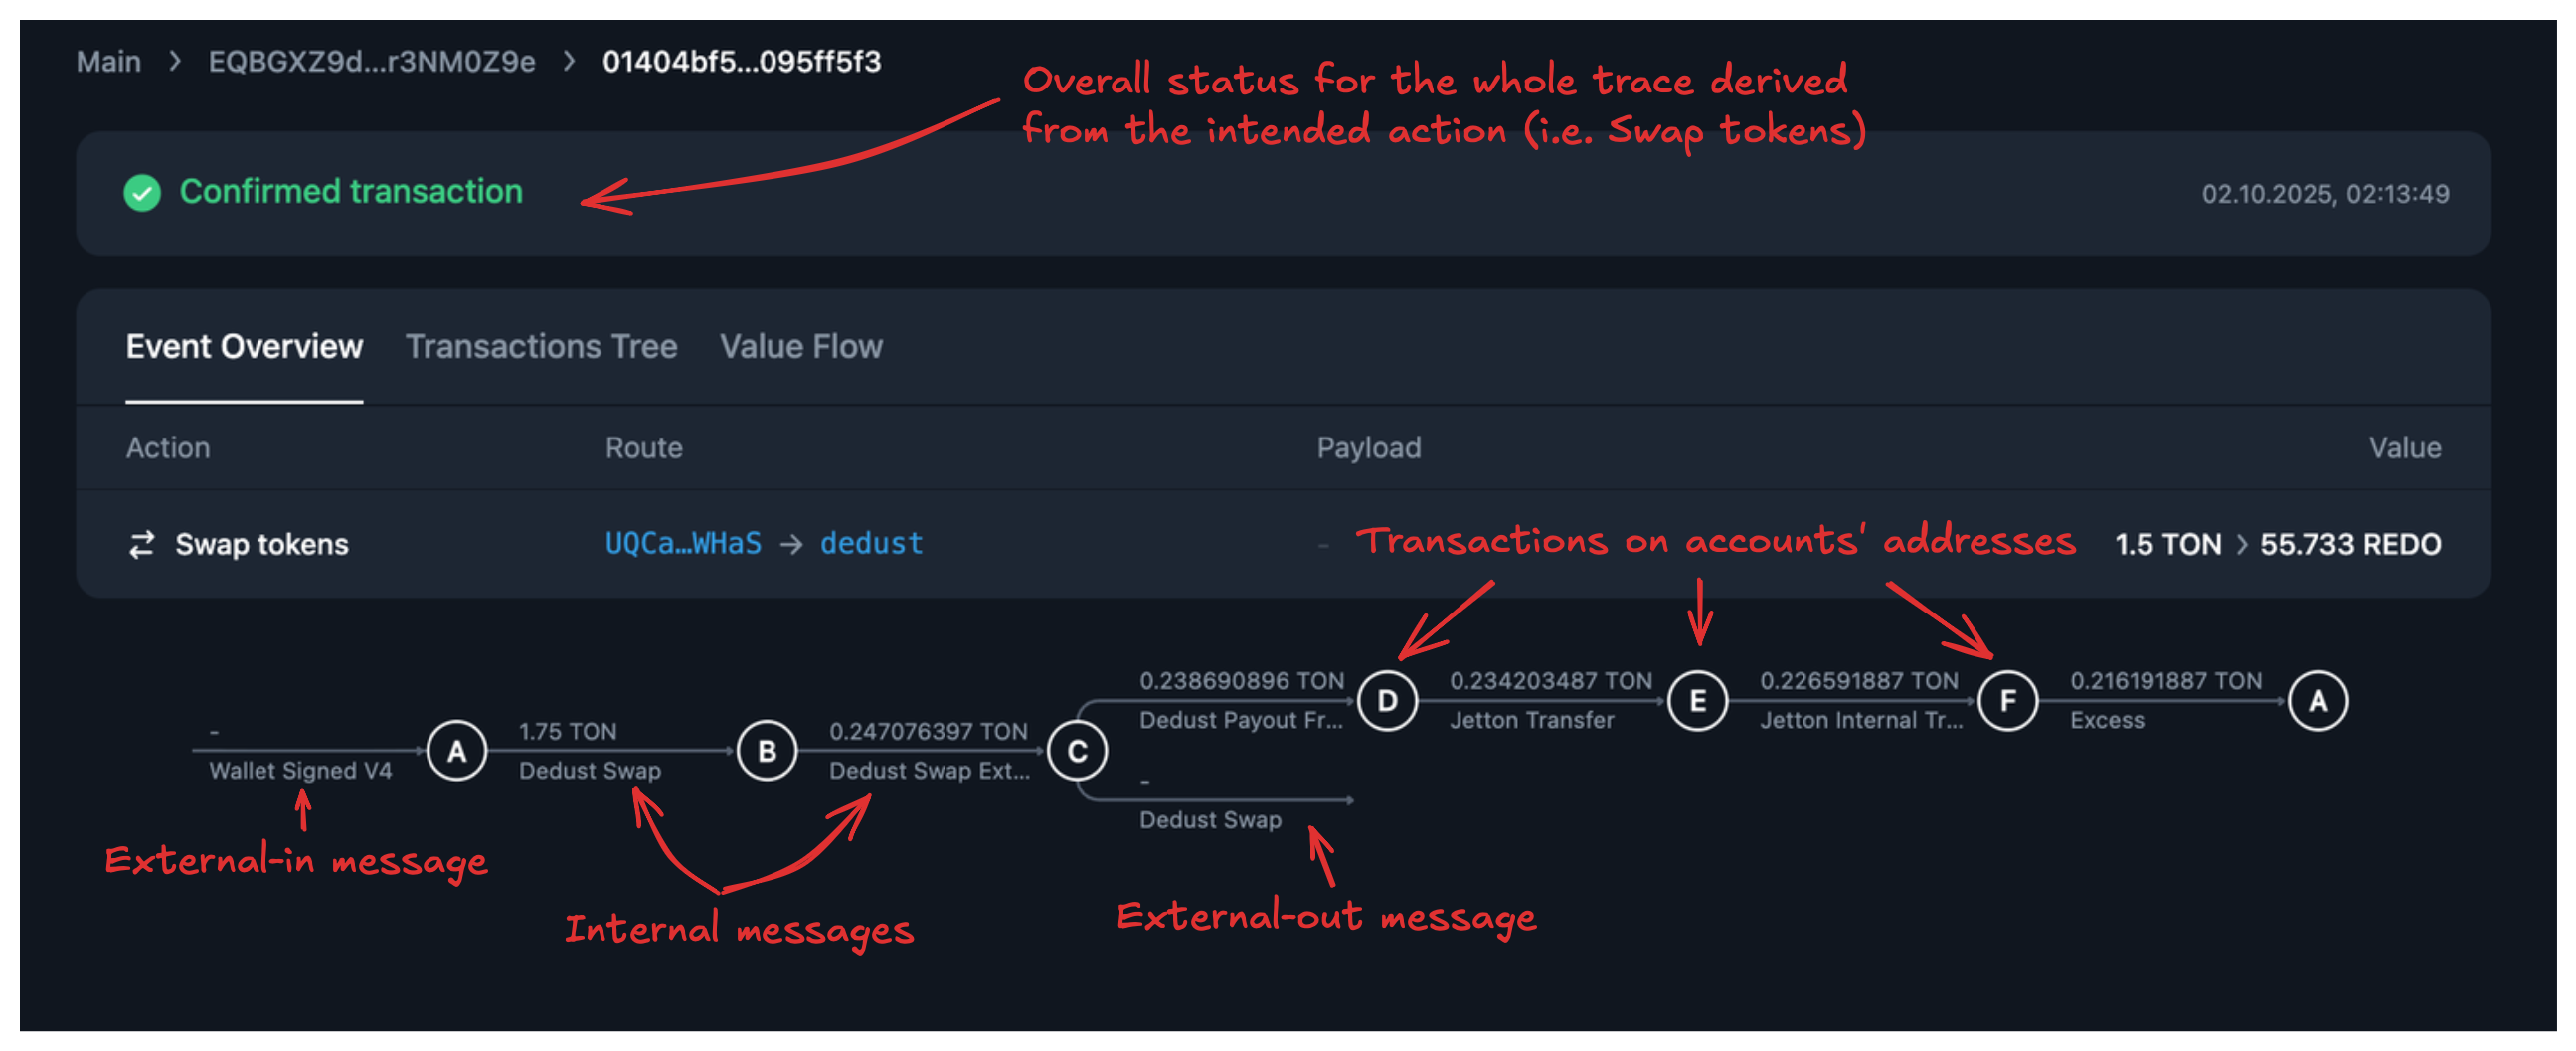 Main > EQBGXZ9d...r3NM0Z9e > 01404bf5...095ff5f3
Overall status for the whole trace derived
from the intended action (i.e. Swap tokens)
Confirmed transaction
02.10.2025, 02:13:49
Event Overview Transactions Tree Value Flow
Action Route Payload Value
Swap tokens UQCa…WHaS → dedust - 1.5 TON > 55.733 REDO
Transactions on accounts' addresses
0.238690896 TON D 0.234203487 TON E 0.226591887 TON F 0.216191887 TON A
Dedust Payout Fr... Jetton Transfer Jetton Internal Tr... Excess
- A 1.75 TON B 0.247076397 TON C
Wallet Signed V4 Dedust Swap Dedust Swap Ext...
-
Dedust Swap
External-in message
Internal messages
External-out message